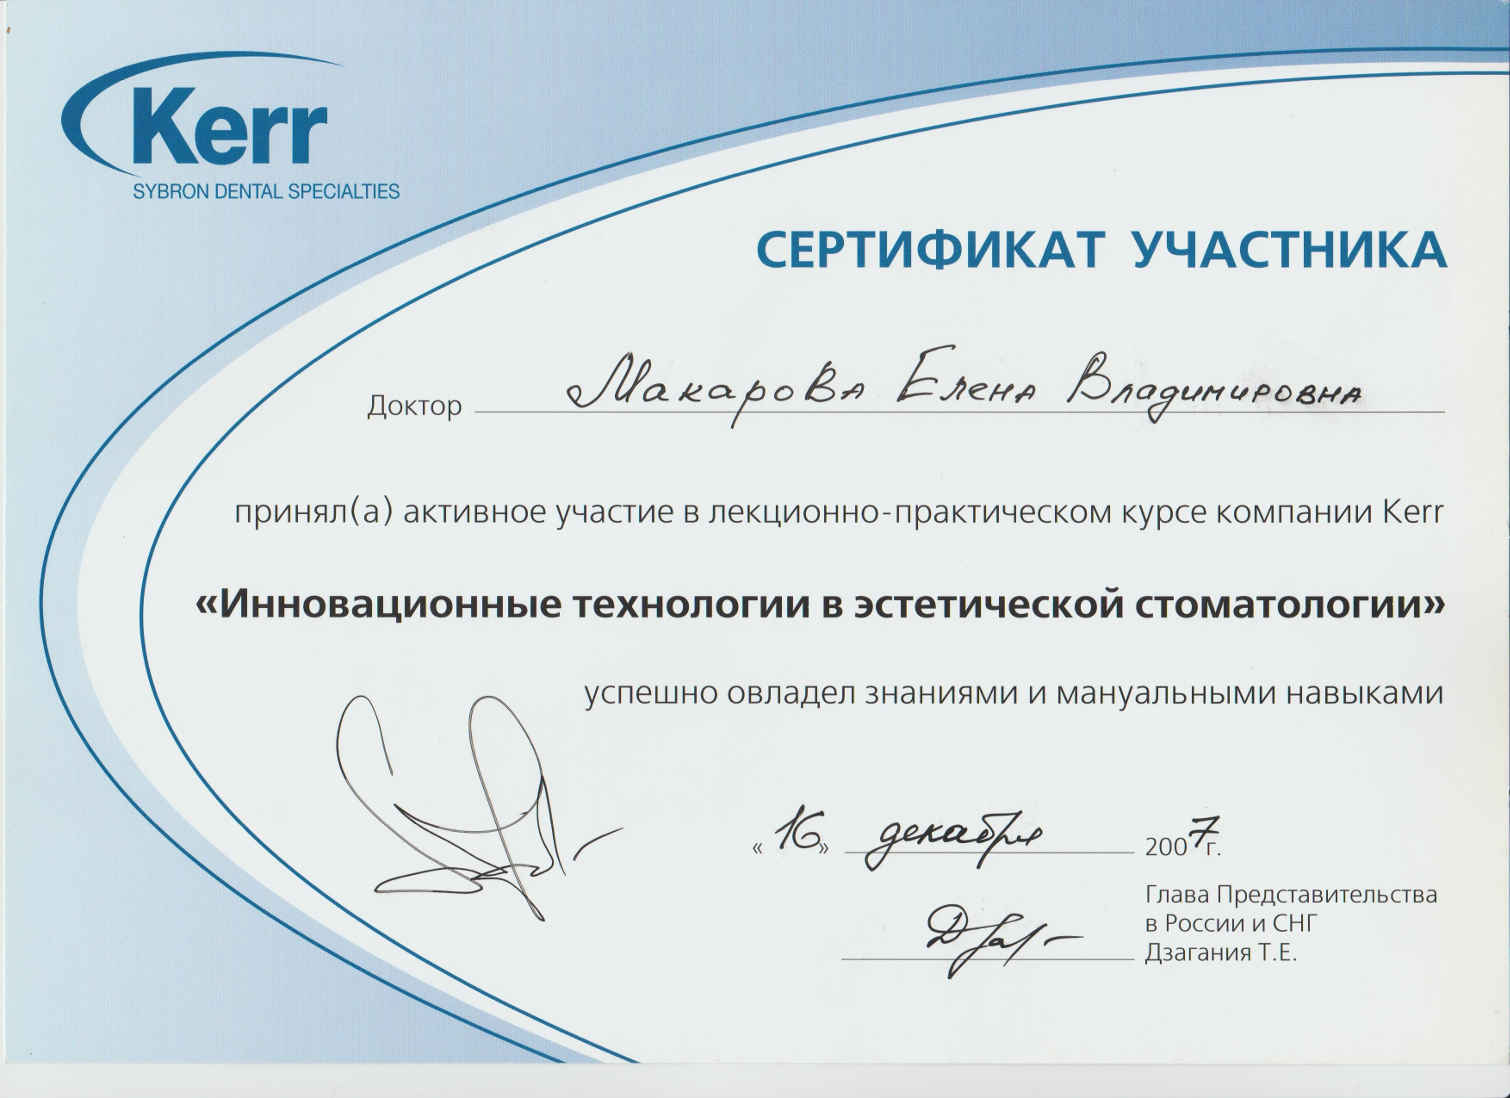 Kerr
SYBRON DENTAL SPECIALTIES
СЕРТИФИКАТ УЧАСТНИКА
Доктор Макарова Елена Владимировна
принял(а) активное участие в лекционно-практическом курсе компании Kerr
«Инновационные технологии в эстетической стоматологии»
успешно овладел знаниями и мануальными навыками
«16» декабря 2007г.
Глава Представительства
в России и СНГ
Дзагания Т.Е.